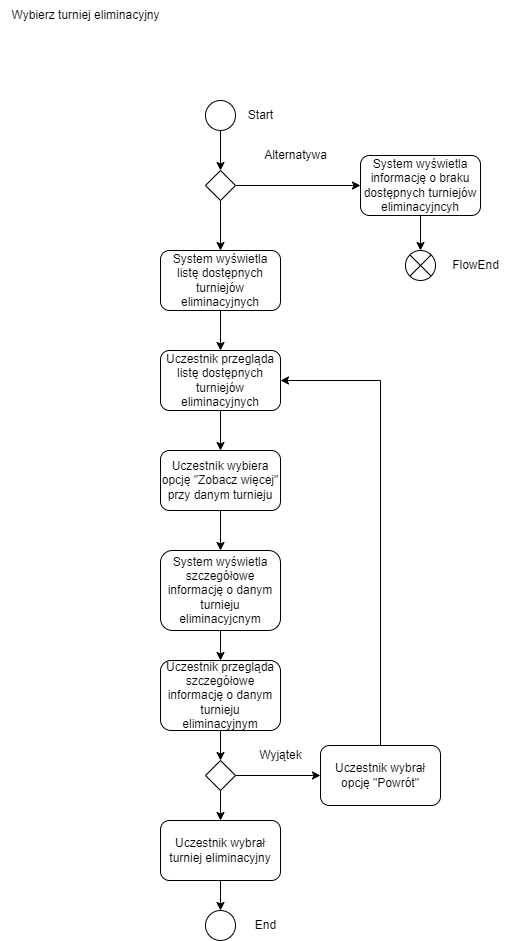 Wybierz turniej eliminacyjny
Start
Alternatywa
System wyświetla
informację o braku
dostępnych turniejów
eliminacyjncyh
FlowEnd
System wyświetla
listę dostępnych
turniejów
eliminacyjnych
Uczestnik przegląda
listę dostępnych
turniejów
eliminacyjnych
Uczestnik wybiera
opcję "Zobacz więcej"
przy danym turnieju
System wyświetla
szczegółowe
informację o danym
turnieju
eliminacyjcnym
Uczestnik przegląda
szczegółowe
informację o danym
turnieju
eliminacyjnym
Wyjątek
Uczestnik wybrał
opcję "Powrót"
Uczestnik wybrał
turniej eliminacyjny
End